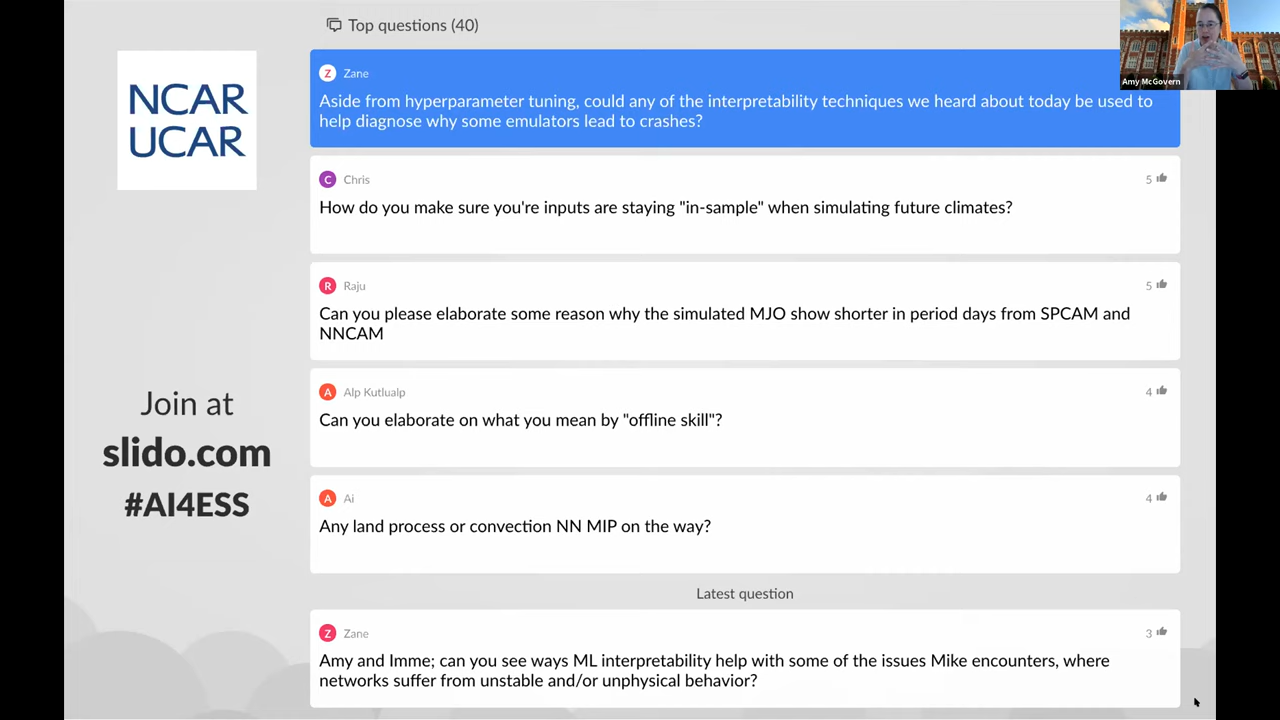 Top questions (40)
NCAR
UCAR
Z Zane
Aside from hyperparameter tuning, could any of the interpretability techniques we heard about today be used to
help diagnose why some emulators lead to crashes?
Amy McGovern
C Chris 5
How do you make sure you're inputs are staying "in-sample" when simulating future climates?
R Raju 5
Can you please elaborate some reason why the simulated MJO show shorter in period days from SPCAM and
NNCAM
A Alp Kutlualp 4
Can you elaborate on what you mean by "offline skill"?
A Ai 4
Any land process or convection NN MIP on the way?
Join at
slido.com
#AI4ESS
Latest question
Z Zane 3
Amy and Imme; can you see ways ML interpretability help with some of the issues Mike encounters, where
networks suffer from unstable and/or unphysical behavior?